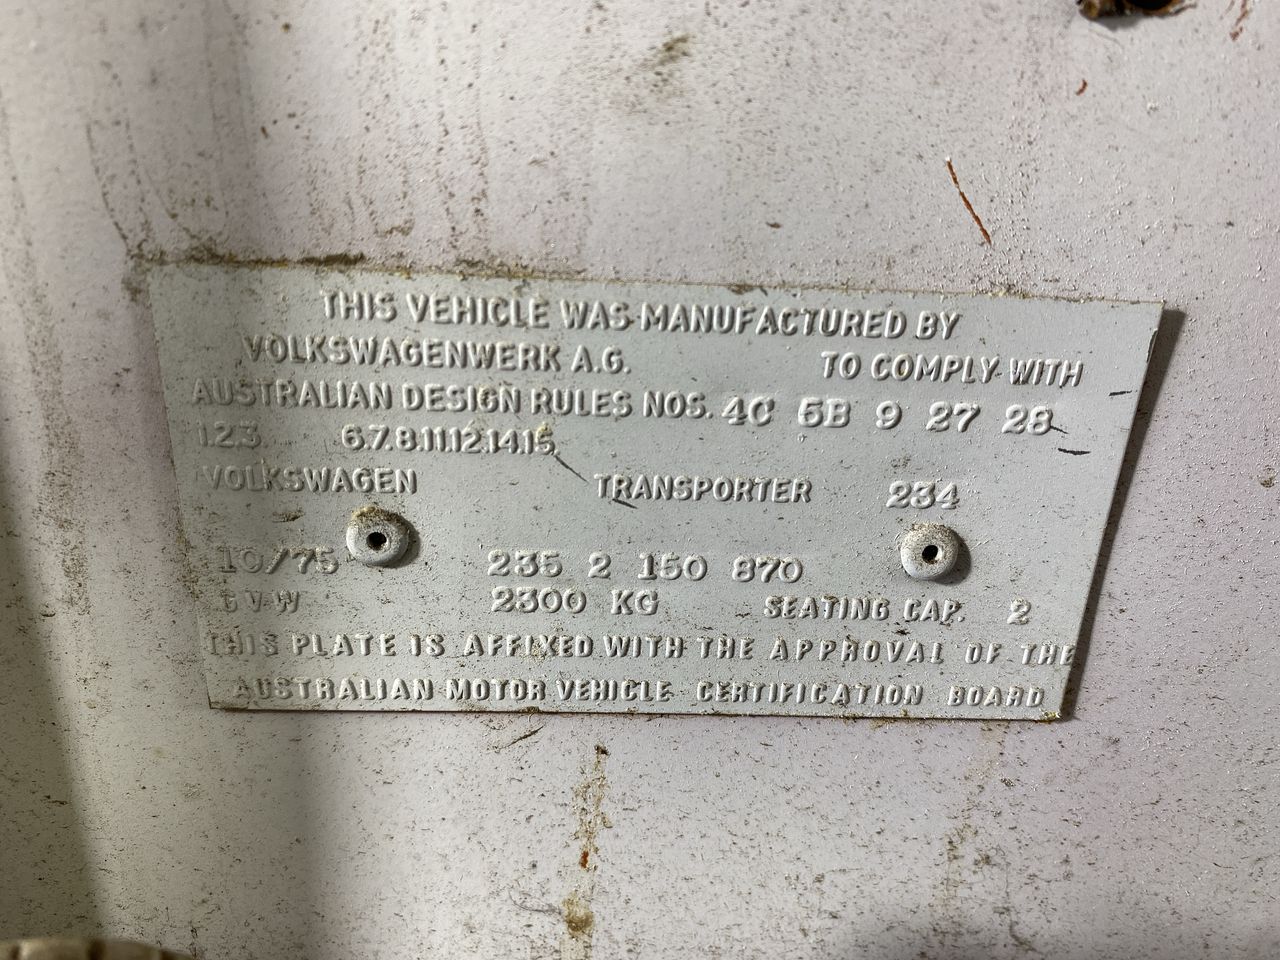 THIS VEHICLE WAS MANUFACTURED BY
VOLKSWAGENWERK A.G. TO COMPLY WITH
AUSTRALIAN DESIGN RULES NOS. 4C 5B 9 27 28
1.2.3 6.7.8.11.12.14.15
VOLKSWAGEN TRANSPORTER 234
10/75 235 2 150 870
G V W 2300 KG SEATING CAP. 2
THIS PLATE IS AFFIXED WITH THE APPROVAL OF THE
AUSTRALIAN MOTOR VEHICLE CERTIFICATION BOARD